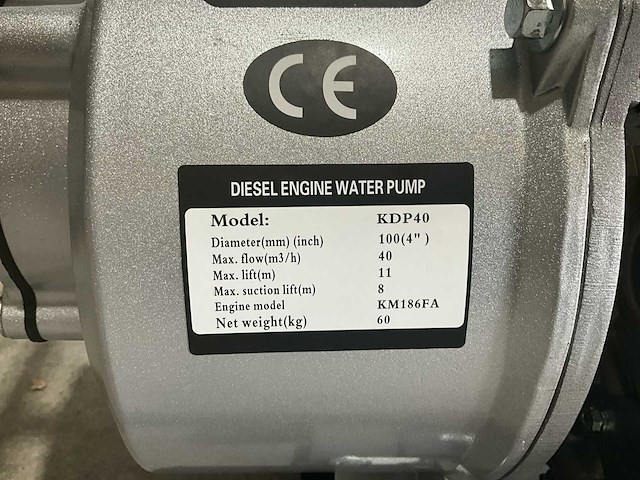 CE
DIESEL ENGINE WATER PUMP
Model: KDP40
Diameter(mm) (inch) 100(4" )
Max. flow(m3/h) 40
Max. lift(m) 11
Max. suction lift(m) 8
Engine model KM186FA
Net weight(kg) 60